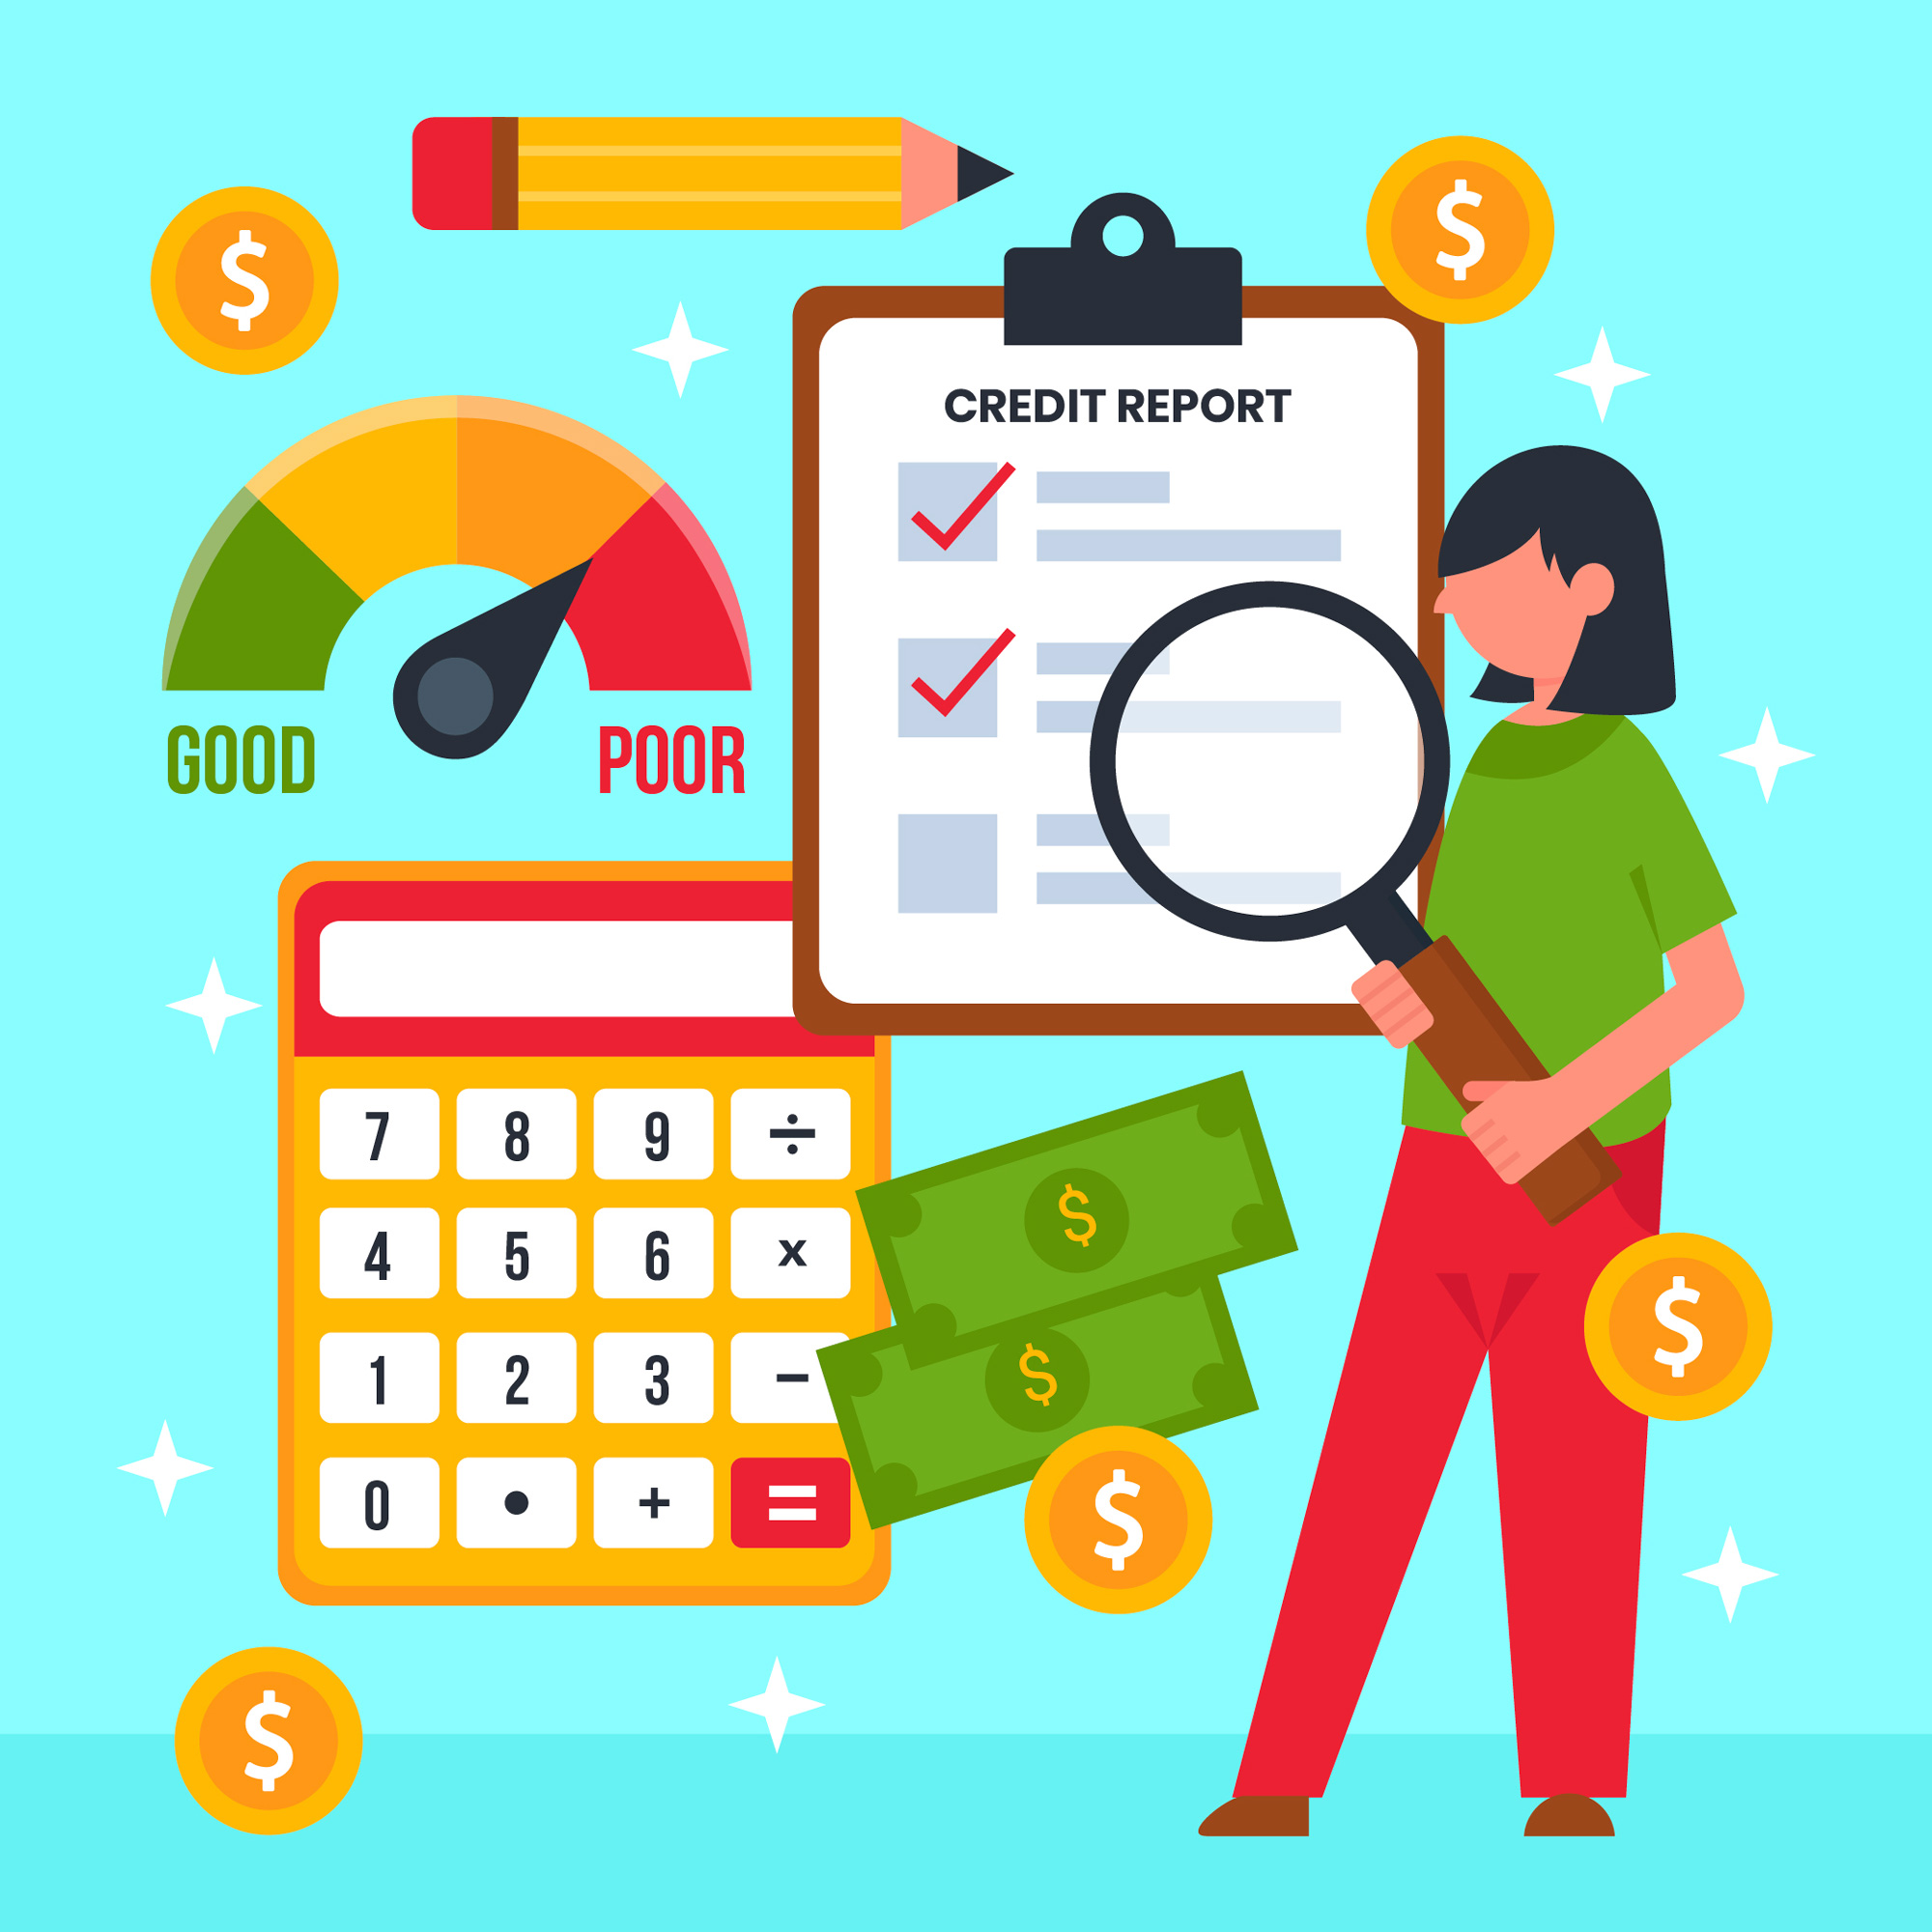 $
$
CREDIT REPORT
GOOD
POOR
7 8 9 ÷
4 5 6 x
1 2 3 −
0 • + =
$
$
$
$
$